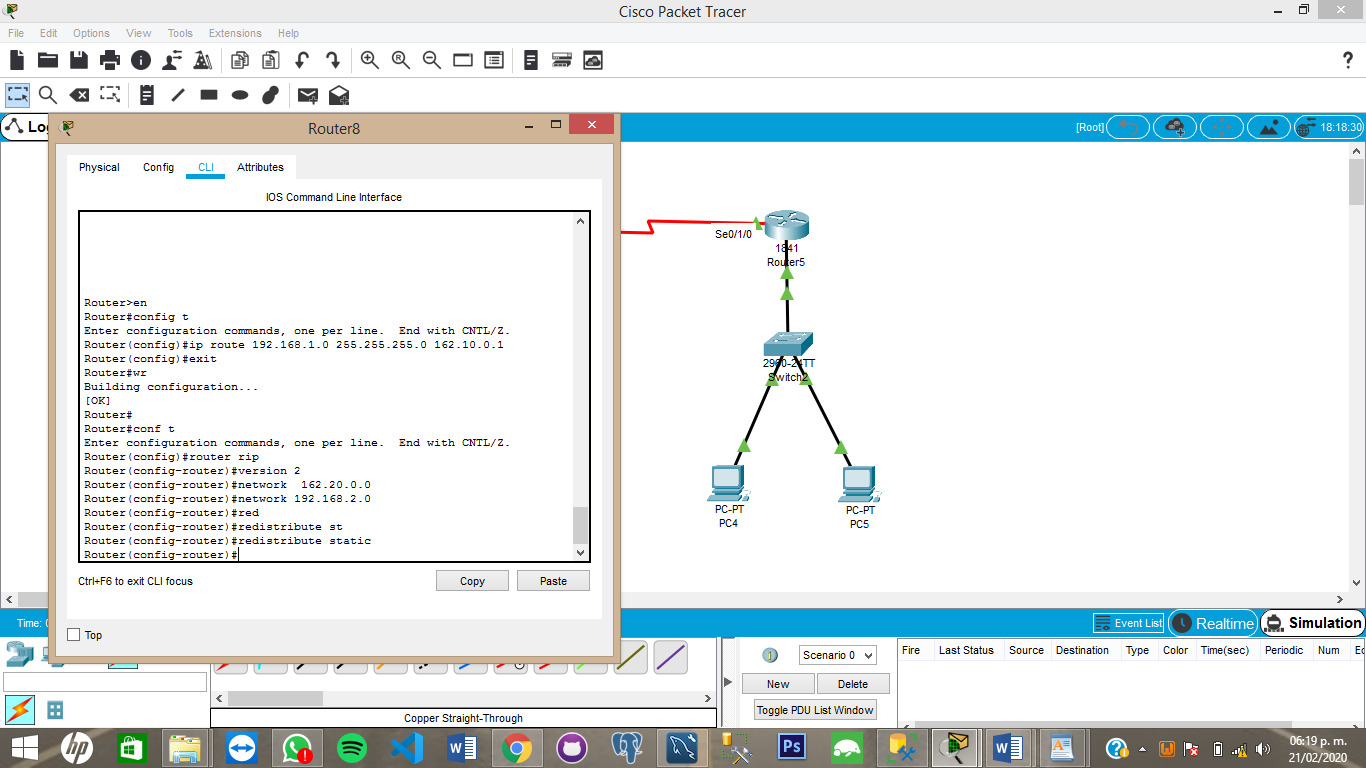 Cisco Packet Tracer
File Edit Options View Tools Extensions Help
[Root] 18:18:30
Router8
Physical Config CLI Attributes
IOS Command Line Interface
Router>en
Router#config t
Enter configuration commands, one per line.  End with CNTL/Z.
Router(config)#ip route 192.168.1.0 255.255.255.0 162.10.0.1
Router(config)#exit
Router#wr
Building configuration...
[OK]
Router#
Router#conf t
Enter configuration commands, one per line.  End with CNTL/Z.
Router(config)#router rip
Router(config-router)#version 2
Router(config-router)#network  162.20.0.0
Router(config-router)#network 192.168.2.0
Router(config-router)#red
Router(config-router)#redistribute st
Router(config-router)#redistribute static
Router(config-router)#
Ctrl+F6 to exit CLI focus
Copy Paste
Top
Se0/1/0
1841
Router5
2960-24TT
Switch2
PC-PT
PC4
PC-PT
PC5
Time:
Event List Realtime Simulation
Scenario 0
New Delete
Toggle PDU List Window
Fire Last Status Source Destination Type Color Time(sec) Periodic Num
Copper Straight-Through
06:19 p. m.
21/02/2020